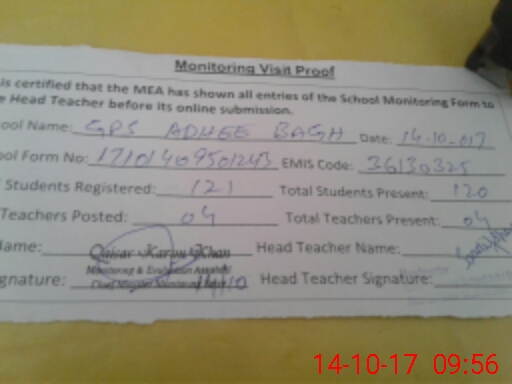 Monitoring Visit Proof
is certified that the MEA has shown all entries of the School Monitoring Form to
e Head Teacher before its online submission.
ool Name: GPS ADHEE BAGH Date: 14-10-017
ool Form No: EMIS Code: 36130325
Students Registered: 121 Total Students Present: 120
Teachers Posted: 04 Total Teachers Present: 04
ame: Qaisar Karim Khan Head Teacher Name:
Monitoring & Evaluation Assistant
gnature: Head Teacher Signature:
14-10-17 09:56